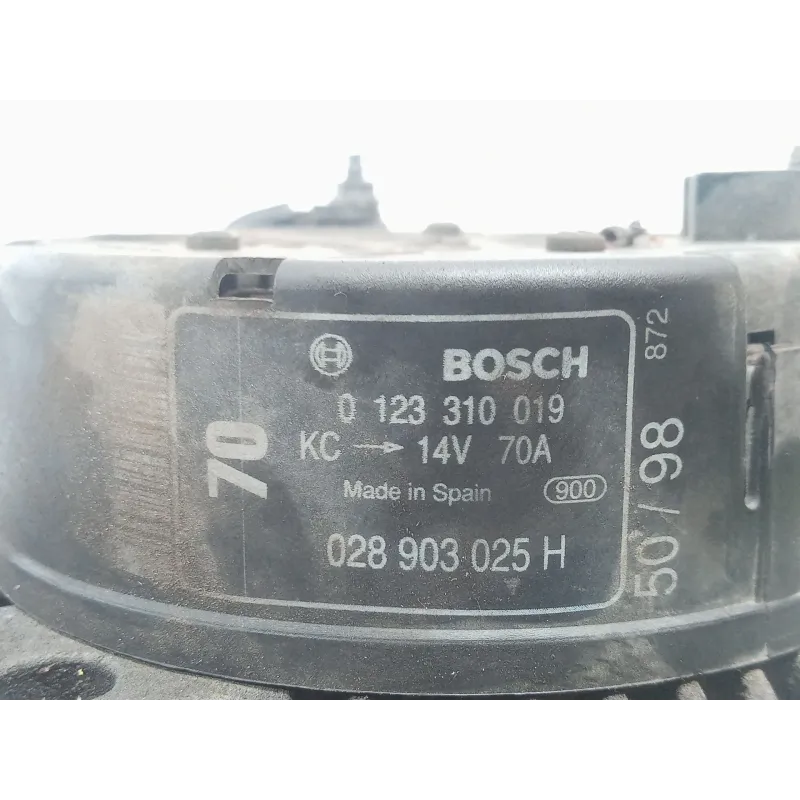 BOSCH
0 123 310 019
KC → 14V 70A
Made in Spain 900
028 903 025 H
70
50 / 98
872